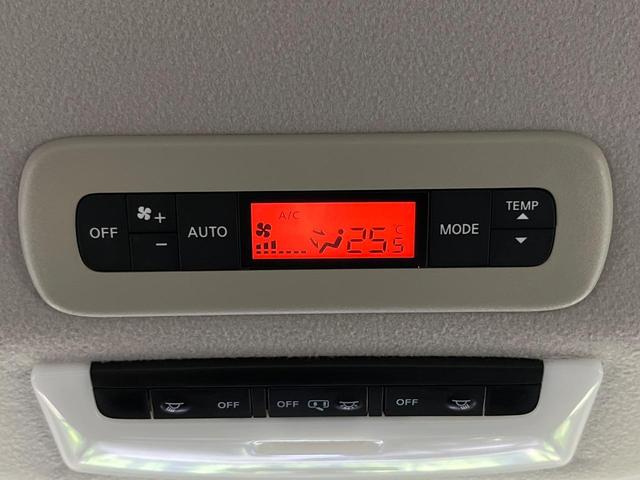 OFF
+
-
AUTO
A/C
25.5 °C
MODE
TEMP
OFF
OFF
OFF